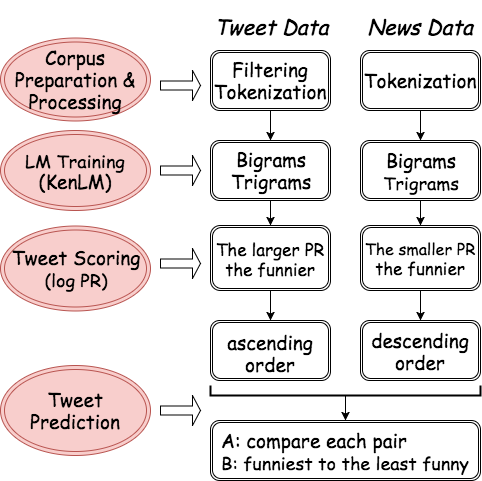 Tweet Data
News Data
Corpus
Preparation &
Processing
Filtering
Tokenization
Tokenization
LM Training
(KenLM)
Bigrams
Trigrams
Bigrams
Trigrams
Tweet Scoring
(log PR)
The larger PR
the funnier
The smaller PR
the funnier
ascending
order
descending
order
Tweet
Prediction
A: compare each pair
B: funniest to the least funny